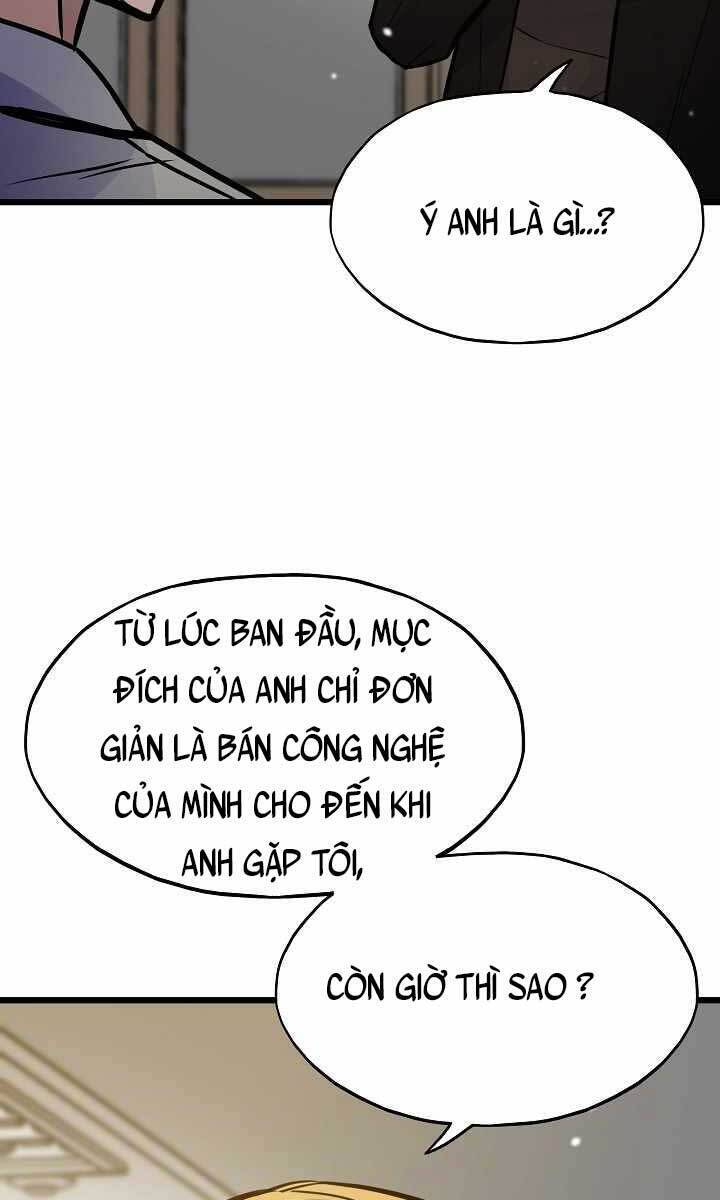 Ý ANH LÀ GÌ...?
TỪ LÚC BAN ĐẦU, MỤC
ĐÍCH CỦA ANH CHỈ ĐƠN
GIẢN LÀ BÁN CÔNG NGHỆ
CỦA MÌNH CHO ĐẾN KHI
ANH GẶP TÔI,
CÒN GIỜ THÌ SAO ?